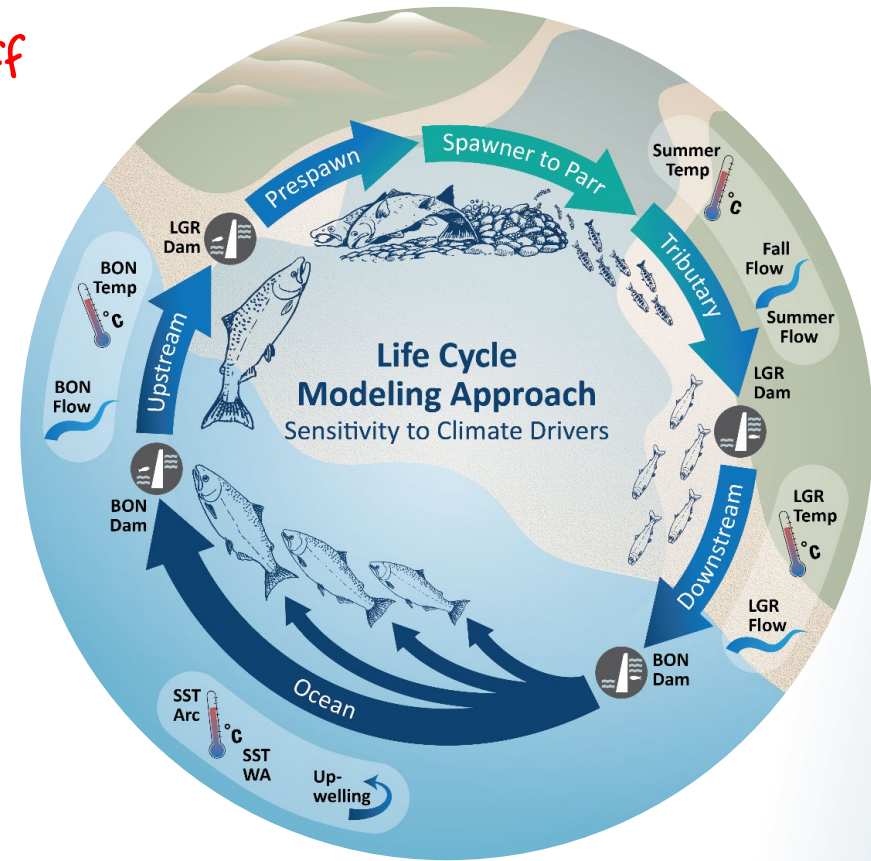 ff
Life Cycle
Modeling Approach
Sensitivity to Climate Drivers
Prespawn
Spawner to Parr
Tributary
Summer
Temp
°C
Fall
Flow
Summer
Flow
LGR
Dam
Downstream
LGR
Temp
°C
LGR
Flow
BON
Dam
Ocean
SST
Arc
°C
SST
WA
Up-
welling
BON
Dam
Upstream
BON
Temp
°C
BON
Flow
LGR
Dam